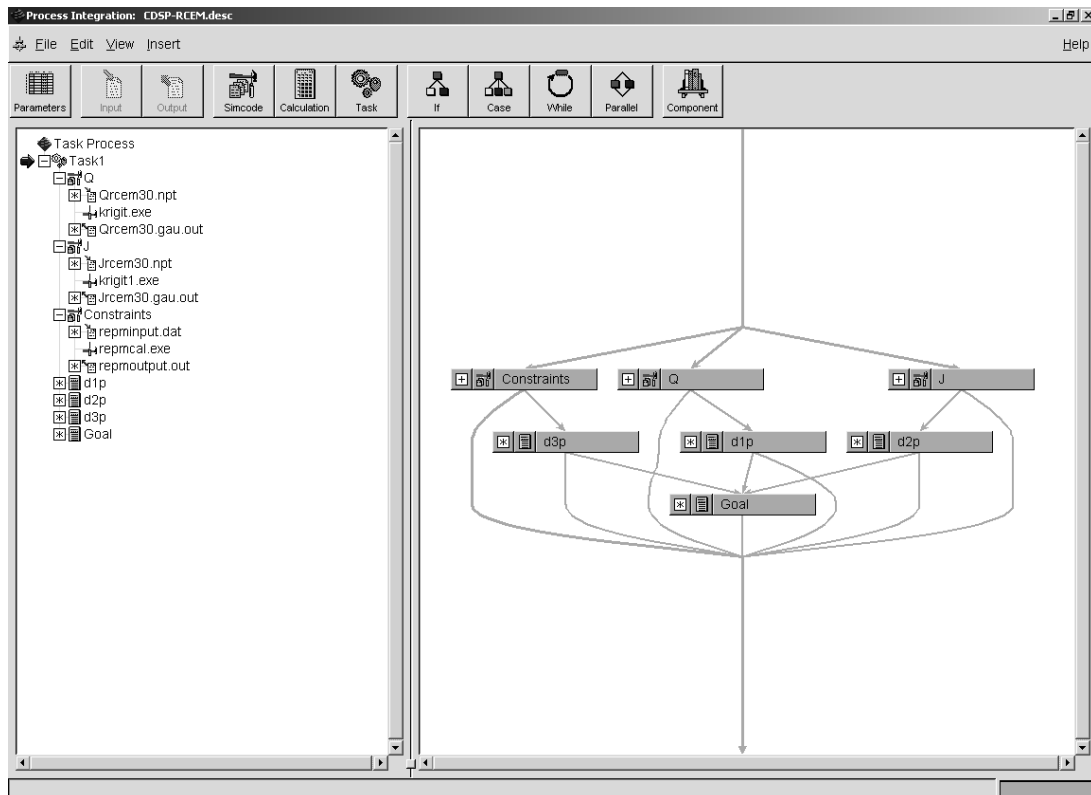 Process Integration: CDSP-RCEM.desc
File Edit View Insert Help
Parameters Input Output Simcode Calculation Task If Case While Parallel Component
Task Process
Task1
Q
Qrcem30.npt
krigit.exe
Qrcem30.gau.out
J
Jrcem30.npt
krigit1.exe
Jrcem30.gau.out
Constraints
repminput.dat
repmcal.exe
repmoutput.out
d1p
d2p
d3p
Goal
Constraints Q J
d3p d1p d2p
Goal